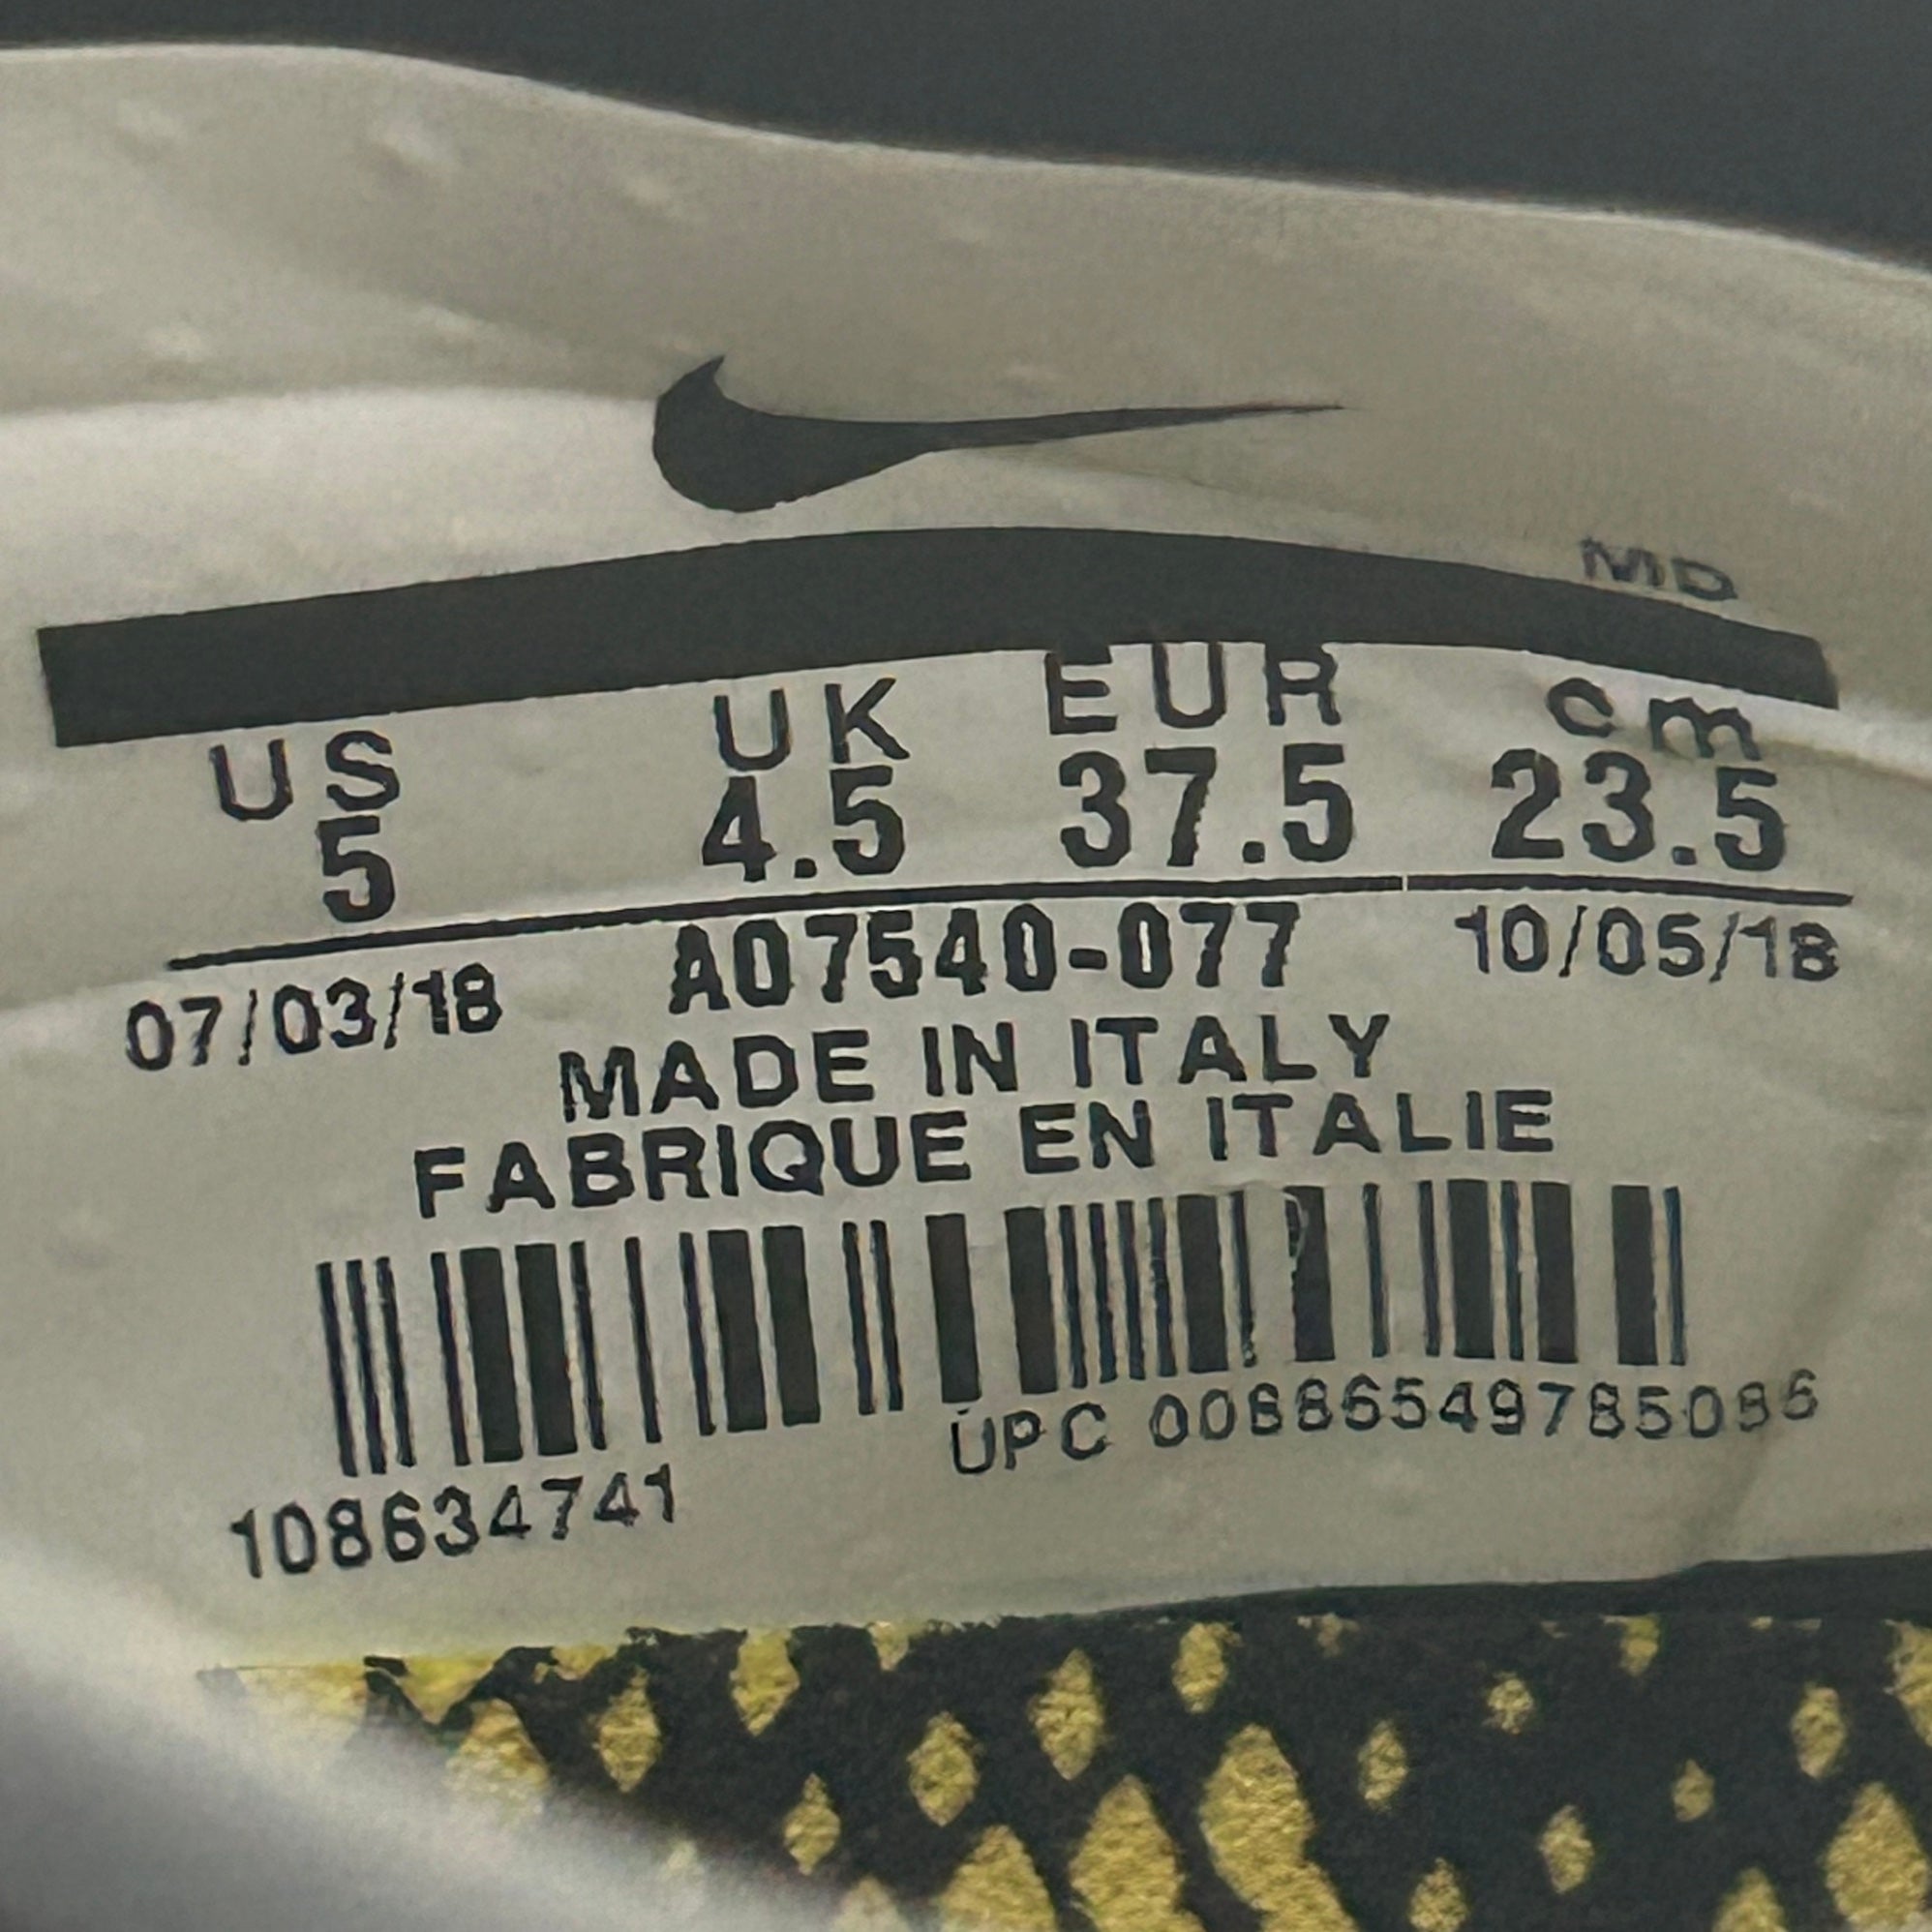 MD
US UK EUR cm
5 4.5 37.5 23.5
07/03/18 AO7540-077 10/05/18
MADE IN ITALY
FABRIQUE EN ITALIE
UPC 00886549785086
108634741